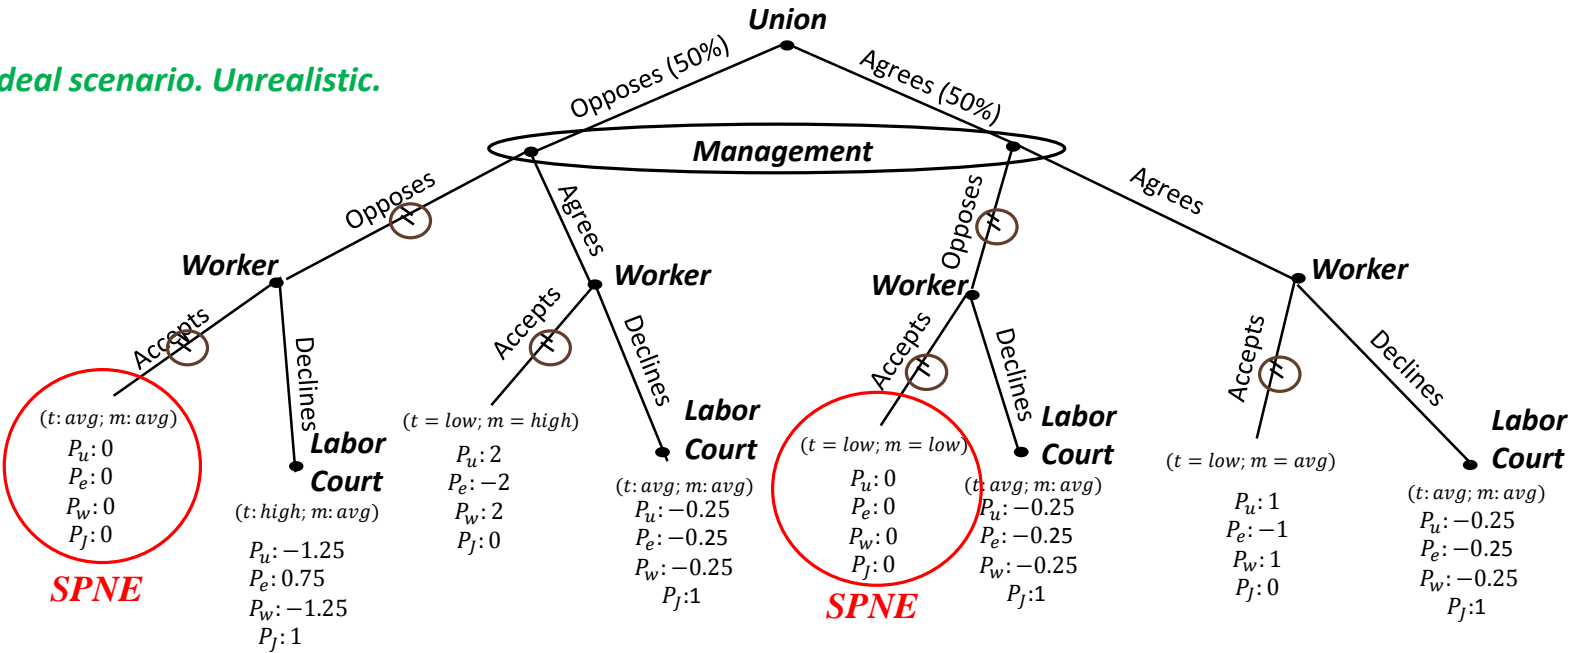 Union
deal scenario. Unrealistic.
Opposes (50%)
Agrees (50%)
Management
Opposes
Agrees
Opposes
Agrees
Worker
Worker
Worker
Worker
Accepts
Declines
Accepts
Declines
Accepts
Declines
Accepts
Declines
(t: avg; m: avg)
P_u: 0
P_e: 0
P_w: 0
P_J: 0
SPNE
Labor
Court
(t: high; m: avg)
P_u: −1.25
P_e: 0.75
P_w: −1.25
P_J: 1
(t = low; m = high)
P_u: 2
P_e: −2
P_w: 2
P_J: 0
Labor
Court
(t: avg; m: avg)
P_u: −0.25
P_e: −0.25
P_w: −0.25
P_J:1
(t = low; m = low)
P_u: 0
P_e: 0
P_w: 0
P_J: 0
SPNE
Labor
Court
(t: avg; m: avg)
P_u: −0.25
P_e: −0.25
P_w: −0.25
P_J:1
(t = low; m = avg)
P_u: 1
P_e: −1
P_w: 1
P_J: 0
Labor
Court
(t: avg; m: avg)
P_u: −0.25
P_e: −0.25
P_w: −0.25
P_J:1